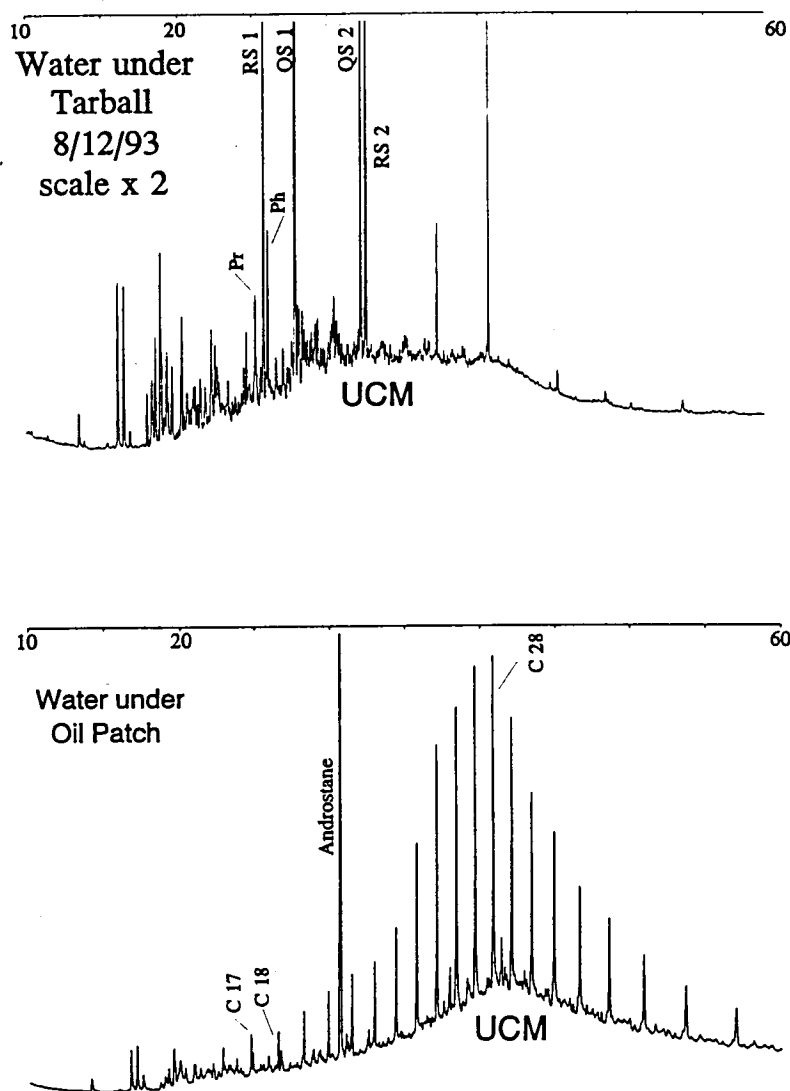 10
20
60
Water under
Tarball
8/12/93
scale x 2
RS 1
QS 1
QS 2
RS 2
Pr
Ph
UCM
10
20
60
Water under
Oil Patch
Androstane
C 28
C 17
C 18
UCM